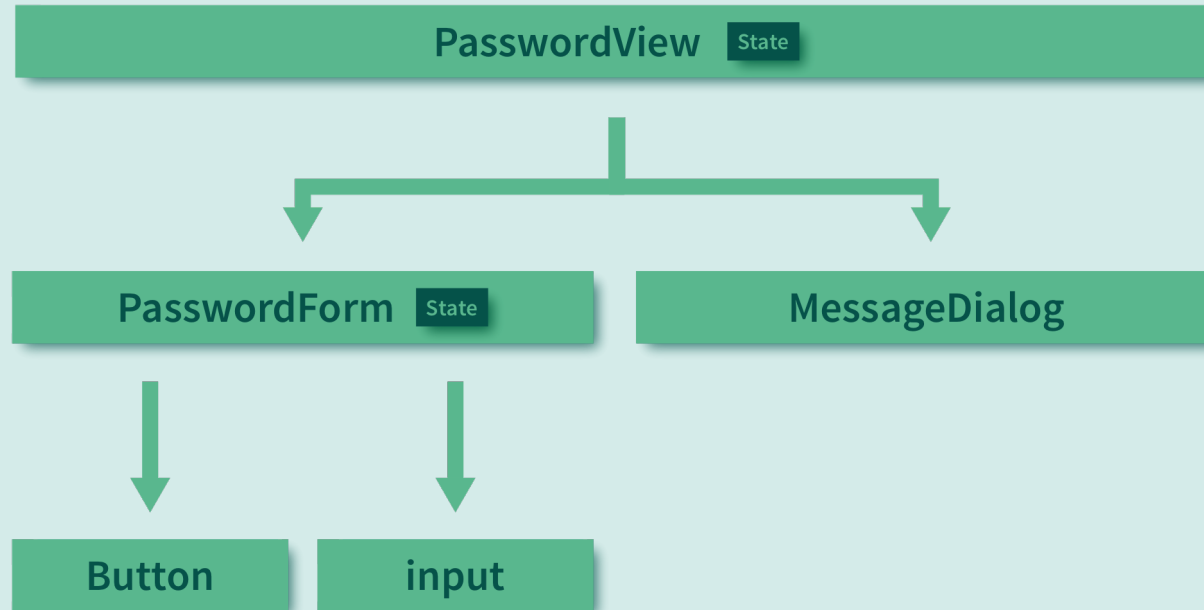 PasswordView State
PasswordForm State
MessageDialog
Button
input